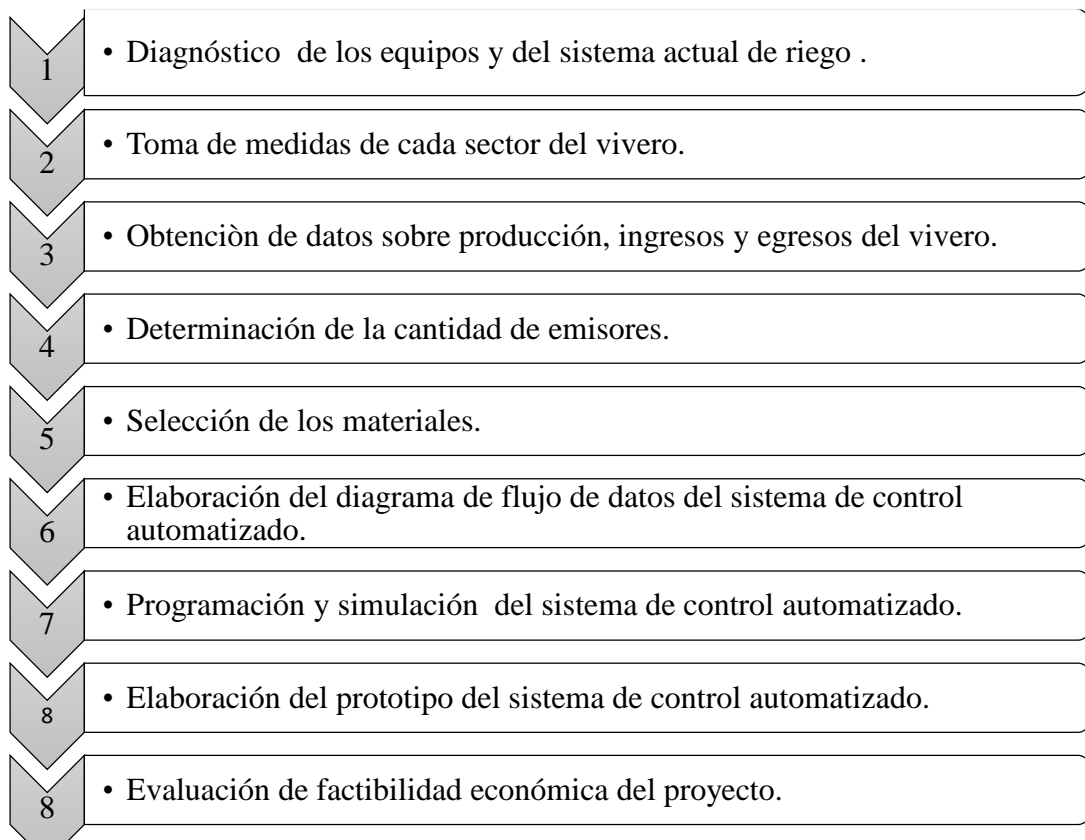 1
• Diagnóstico  de los equipos y del sistema actual de riego .
2
• Toma de medidas de cada sector del vivero.
3
• Obtenciòn de datos sobre producción, ingresos y egresos del vivero.
4
• Determinación de la cantidad de emisores.
5
• Selección de los materiales.
6
• Elaboración del diagrama de flujo de datos del sistema de control
automatizado.
7
• Programación y simulación  del sistema de control automatizado.
8
• Elaboración del prototipo del sistema de control automatizado.
8
• Evaluación de factibilidad económica del proyecto.